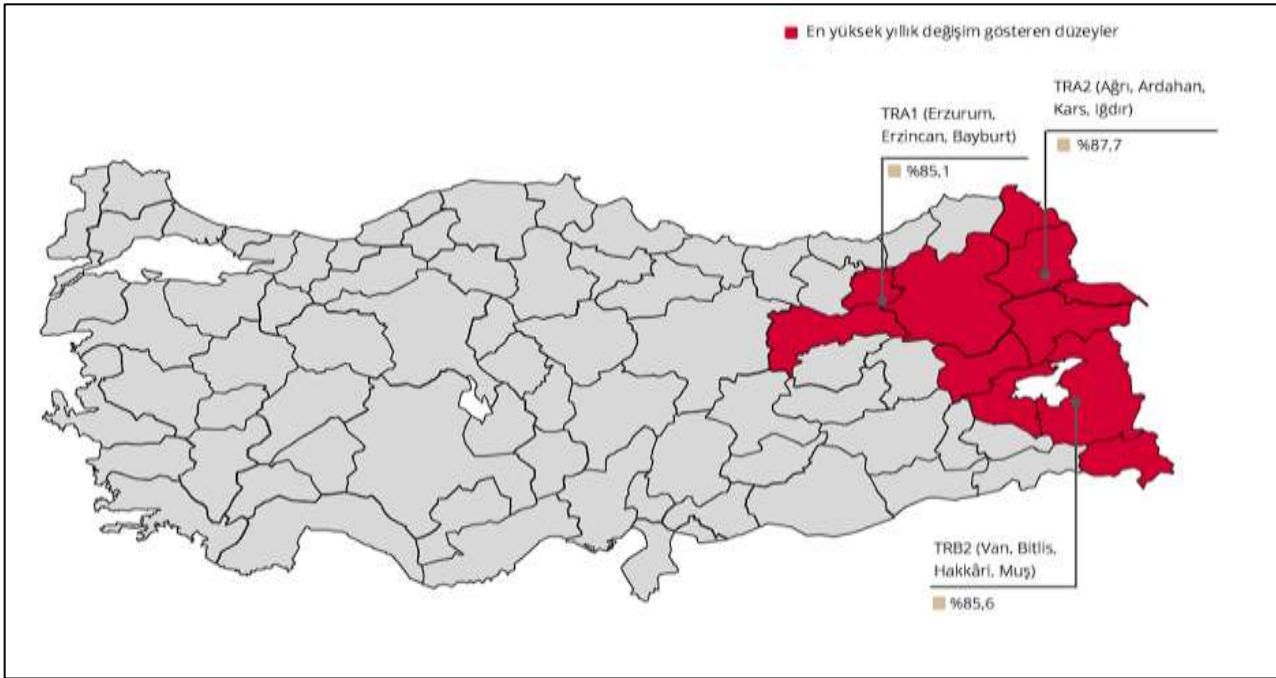 En yüksek yıllık değişim gösteren düzeyler
TRA2 (Ağrı, Ardahan,
Kars, Iğdır)
%87,7
TRA1 (Erzurum,
Erzincan, Bayburt)
%85,1
TRB2 (Van, Bitlis,
Hakkâri, Muş)
%85,6